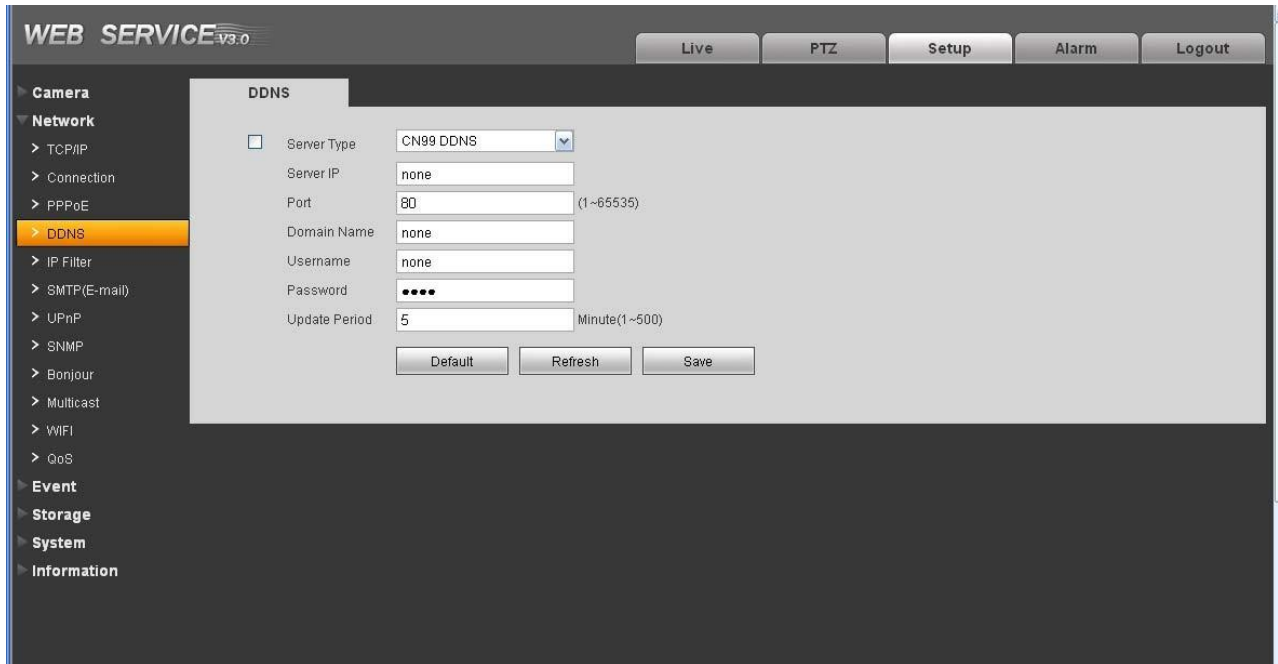 WEB SERVICE V3.0
Live PTZ Setup Alarm Logout
Camera
Network
> TCP/IP
> Connection
> PPPoE
> DDNS
> IP Filter
> SMTP(E-mail)
> UPnP
> SNMP
> Bonjour
> Multicast
> WIFI
> QoS
Event
Storage
System
Information
DDNS
Server Type CN99 DDNS
Server IP none
Port 80 (1~65535)
Domain Name none
Username none
Password ●●●●
Update Period 5 Minute(1~500)
Default Refresh Save